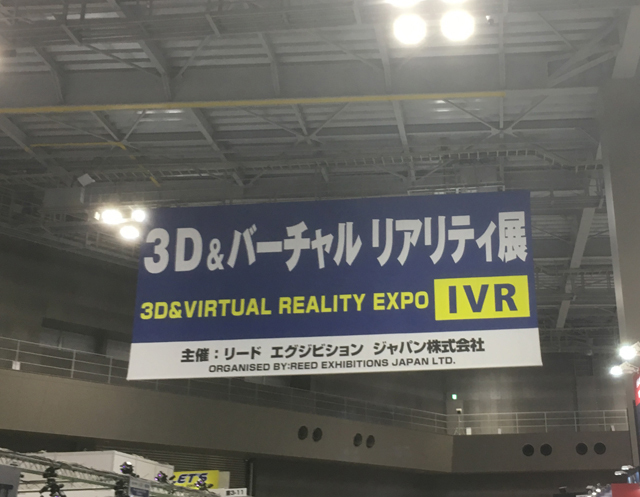 3D&バーチャル リアリティ展
3D&VIRTUAL REALITY EXPO IVR
主催：リード エグジビション ジャパン株式会社
ORGANISED BY:REED EXHIBITIONS JAPAN LTD.
LET'S